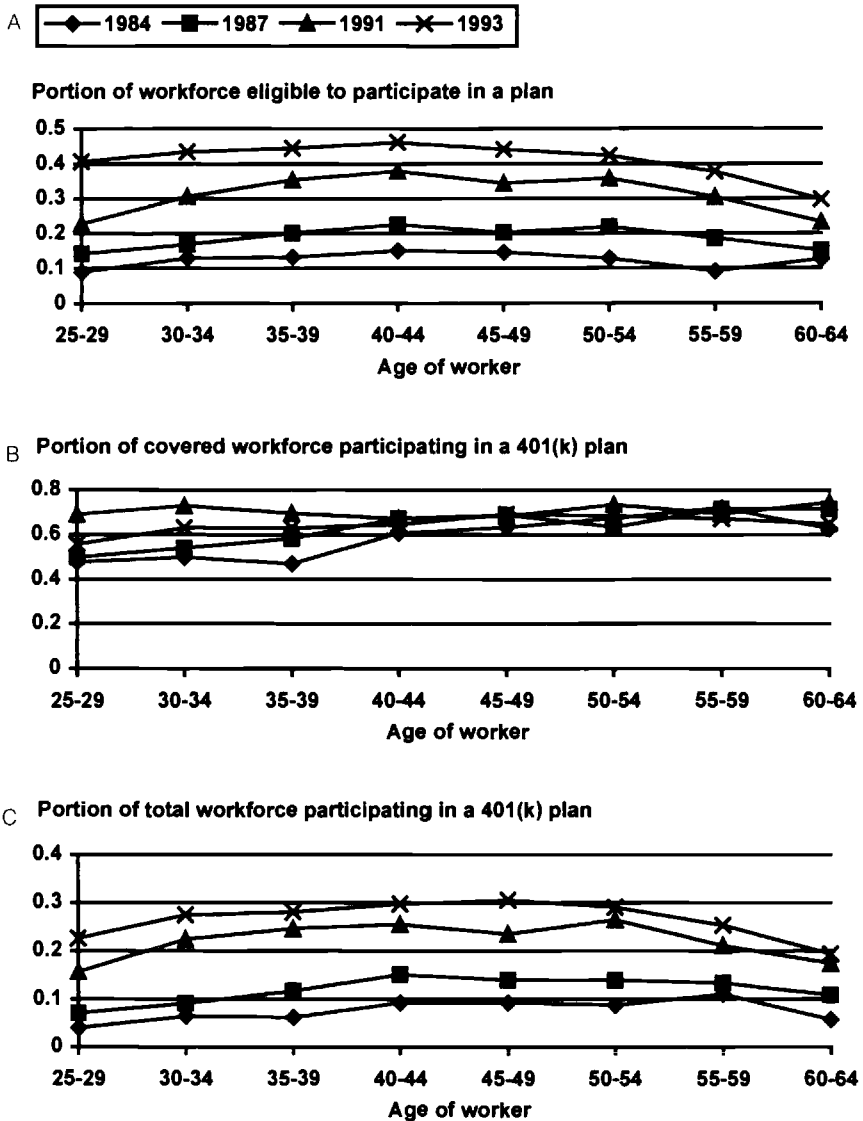 A
1984 1987 1991 1993
Portion of workforce eligible to participate in a plan
0.5
0.4
0.3
0.2
0.1
0
25-29 30-34 35-39 40-44 45-49 50-54 55-59 60-64
Age of worker
B Portion of covered workforce participating in a 401(k) plan
0.8
0.6
0.4
0.2
0
25-29 30-34 35-39 40-44 45-49 50-54 55-59 60-64
Age of worker
C Portion of total workforce participating in a 401(k) plan
0.4
0.3
0.2
0.1
0
25-29 30-34 35-39 40-44 45-49 50-54 55-59 60-64
Age of worker